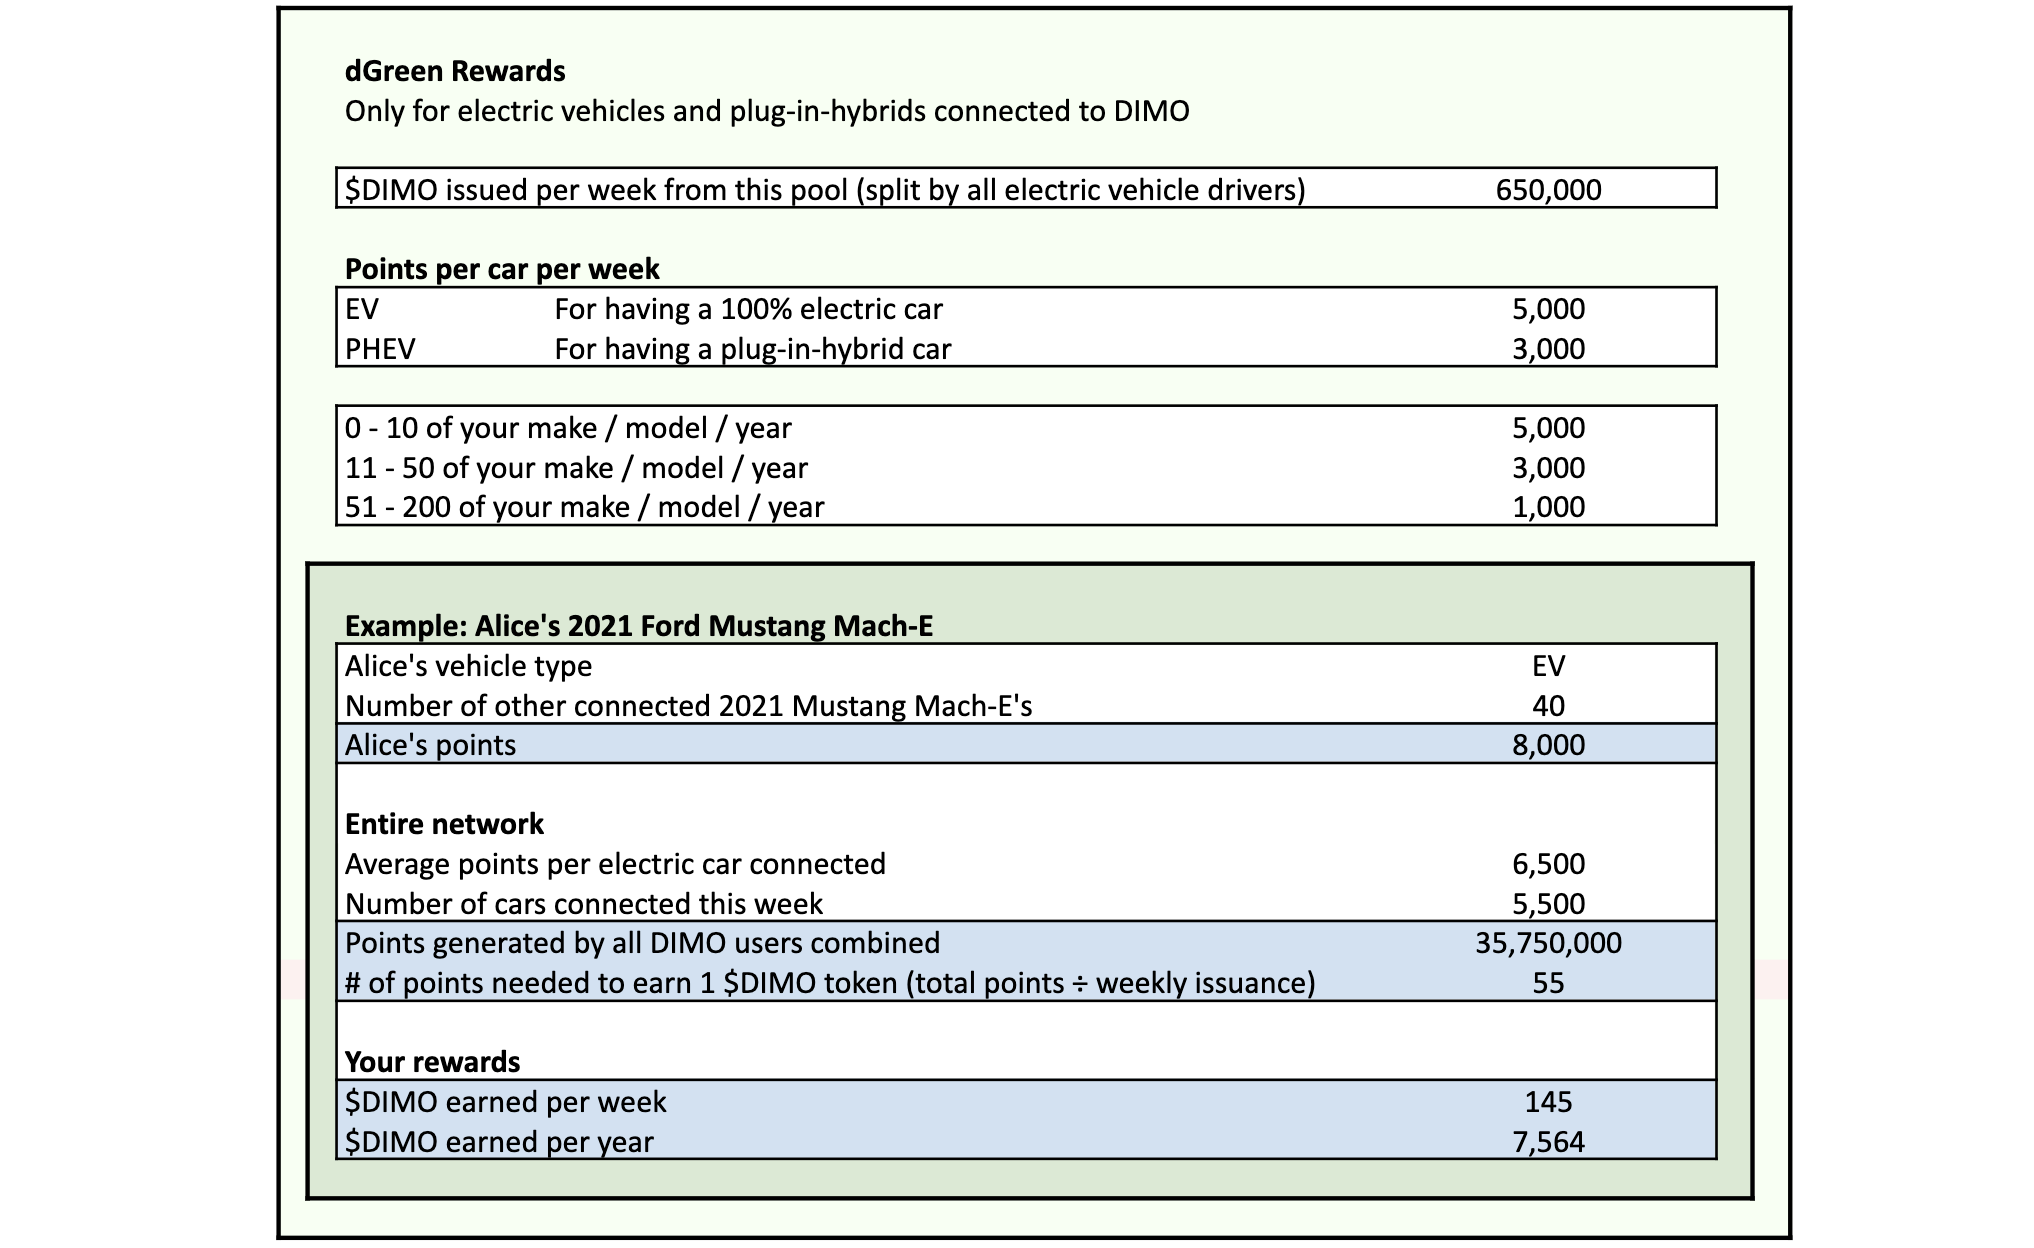 dGreen Rewards
Only for electric vehicles and plug-in-hybrids connected to DIMO
$DIMO issued per week from this pool (split by all electric vehicle drivers) 650,000
Points per car per week
EV For having a 100% electric car 5,000
PHEV For having a plug-in-hybrid car 3,000
0 - 10 of your make / model / year 5,000
11 - 50 of your make / model / year 3,000
51 - 200 of your make / model / year 1,000
Example: Alice's 2021 Ford Mustang Mach-E
Alice's vehicle type EV
Number of other connected 2021 Mustang Mach-E's 40
Alice's points 8,000
Entire network
Average points per electric car connected 6,500
Number of cars connected this week 5,500
Points generated by all DIMO users combined 35,750,000
# of points needed to earn 1 $DIMO token (total points ÷ weekly issuance) 55
Your rewards
$DIMO earned per week 145
$DIMO earned per year 7,564